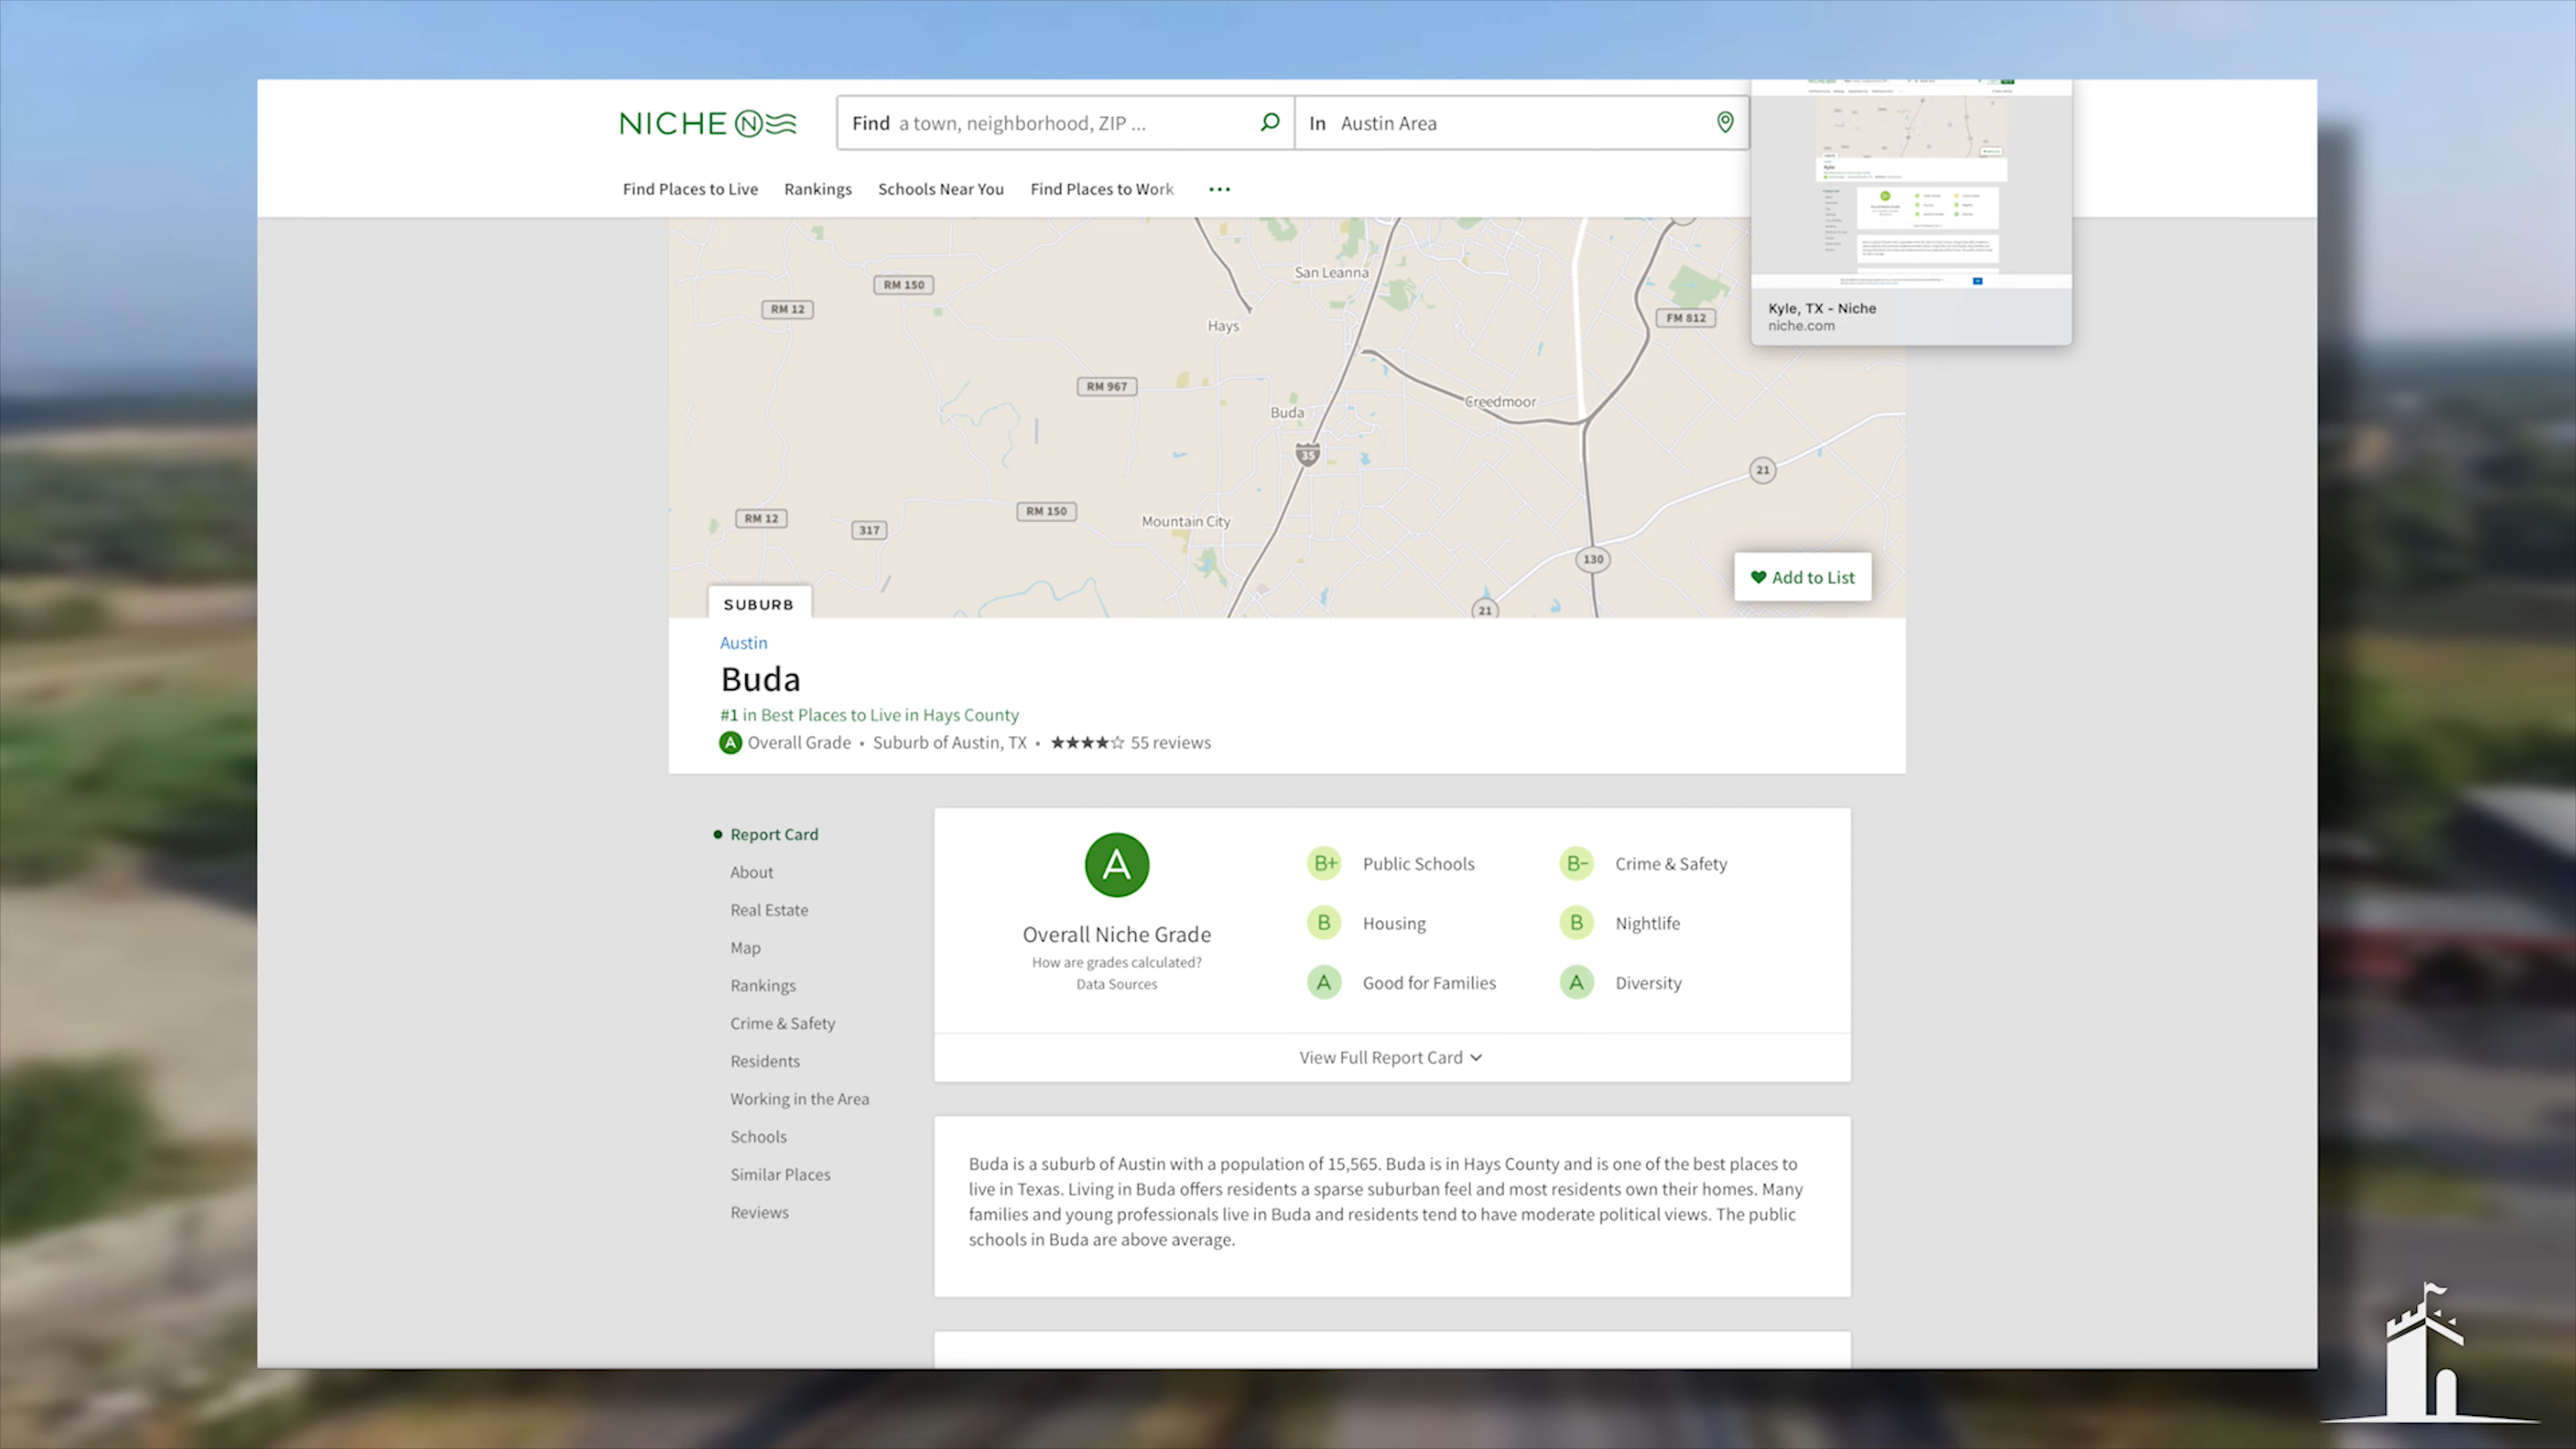 NICHE N
Find a town, neighborhood, ZIP ...
In Austin Area
Find Places to Live
Rankings
Schools Near You
Find Places to Work
Kyle, TX - Niche
niche.com
San Leanna
RM 150
RM 12
FM 812
Hays
RM 967
Creedmoor
Buda
35
21
RM 150
RM 12
317
Mountain City
130
21
Add to List
SUBURB
Austin
Buda
#1 in Best Places to Live in Hays County
A Overall Grade • Suburb of Austin, TX • ★★★★☆ 55 reviews
Report Card
About
Real Estate
Map
Rankings
Crime & Safety
Residents
Working in the Area
Schools
Similar Places
Reviews
A
Overall Niche Grade
How are grades calculated?
Data Sources
B+ Public Schools
B- Crime & Safety
B Housing
B Nightlife
A Good for Families
A Diversity
View Full Report Card
Buda is a suburb of Austin with a population of 15,565. Buda is in Hays County and is one of the best places to
live in Texas. Living in Buda offers residents a sparse suburban feel and most residents own their homes. Many
families and young professionals live in Buda and residents tend to have moderate political views. The public
schools in Buda are above average.